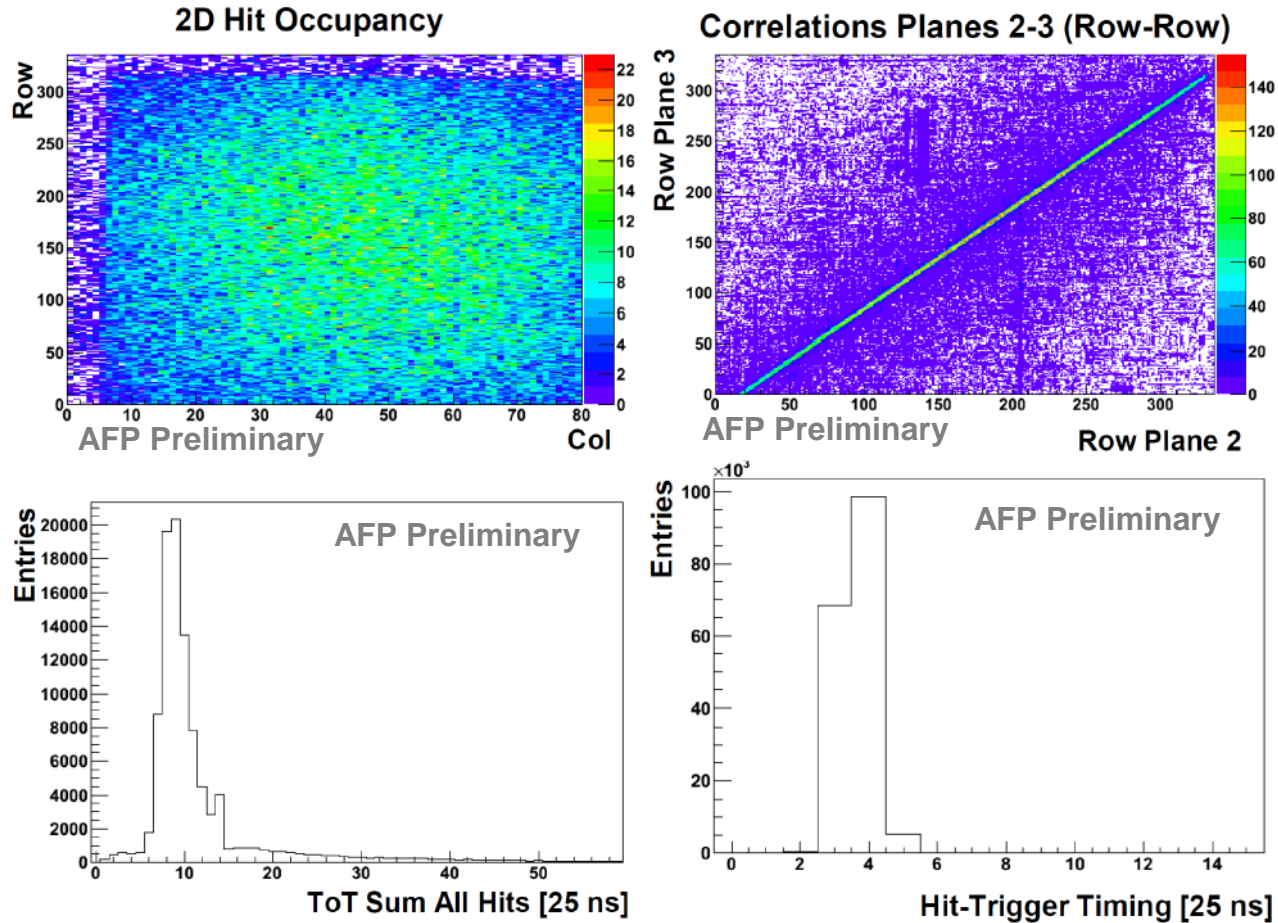 2D Hit Occupancy
Row
300
250
200
150
100
50
0
0 10 20 30 40 50 60 70 80
22
20
18
16
14
12
10
8
6
4
2
0
AFP Preliminary
Col
Correlations Planes 2-3 (Row-Row)
Row Plane 3
300
250
200
150
100
50
0
0 50 100 150 200 250 300
140
120
100
80
60
40
20
0
AFP Preliminary
Row Plane 2
Entries
20000
18000
16000
14000
12000
10000
8000
6000
4000
2000
0
AFP Preliminary
0 10 20 30 40 50
ToT Sum All Hits [25 ns]
×10³
Entries
100
80
60
40
20
0
AFP Preliminary
0 2 4 6 8 10 12 14
Hit-Trigger Timing [25 ns]